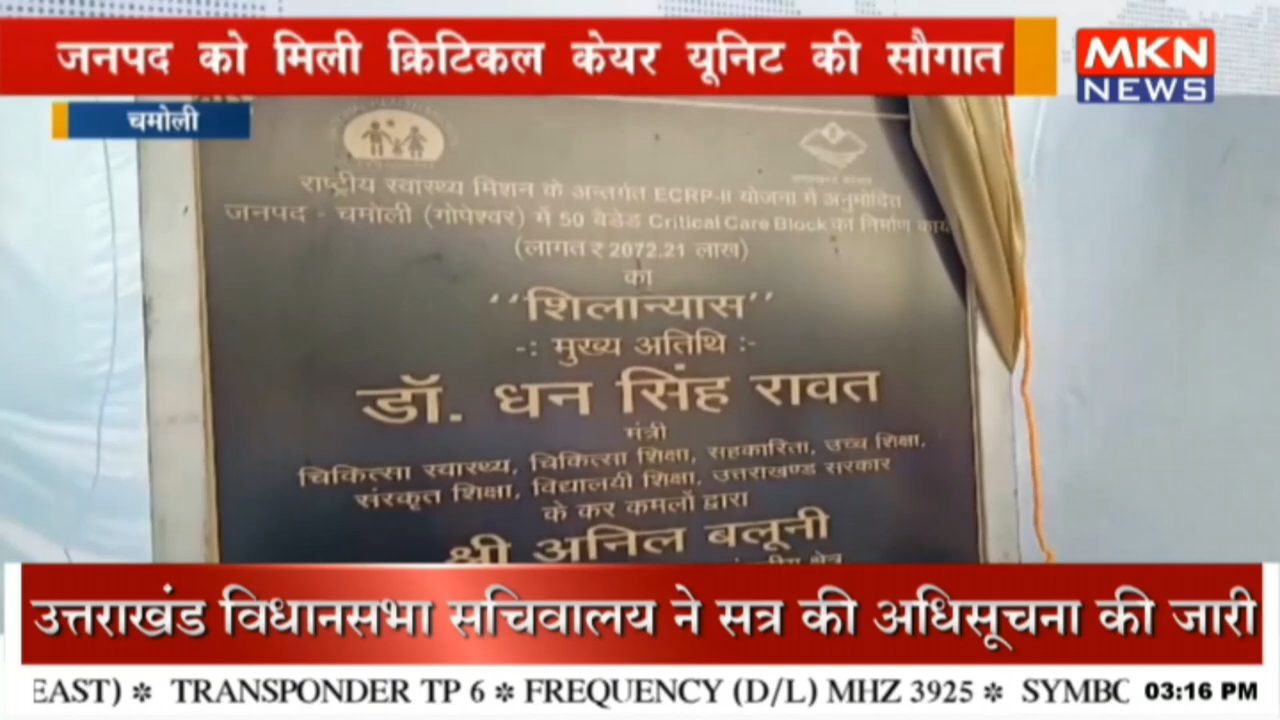 जनपद को मिली क्रिटिकल केयर यूनिट की सौगात
MKN
NEWS
चमोली
राष्ट्रीय स्वास्थ्य मिशन के अन्तर्गत ECRP-II योजना में अनुमोदित
जनपद - चमोली (गोपेश्वर) में 50 बेडेड Critical Care Block का निर्माण कार्य
(लागत ₹ 2072.21 लाख)
का
‘‘शिलान्यास’’
-: मुख्य अतिथि :-
डॉ. धन सिंह रावत
मंत्री
चिकित्सा स्वास्थ्य, चिकित्सा शिक्षा, सहकारिता, उच्च शिक्षा,
संस्कृत शिक्षा, विद्यालयी शिक्षा, उत्तराखण्ड सरकार
के कर कमलों द्वारा
श्री अनिल बलूनी
उत्तराखंड विधानसभा सचिवालय ने सत्र की अधिसूचना की जारी
EAST) ✲ TRANSPONDER TP 6 ✲ FREQUENCY (D/L) MHZ 3925 ✲ SYMBC 03:16 PM